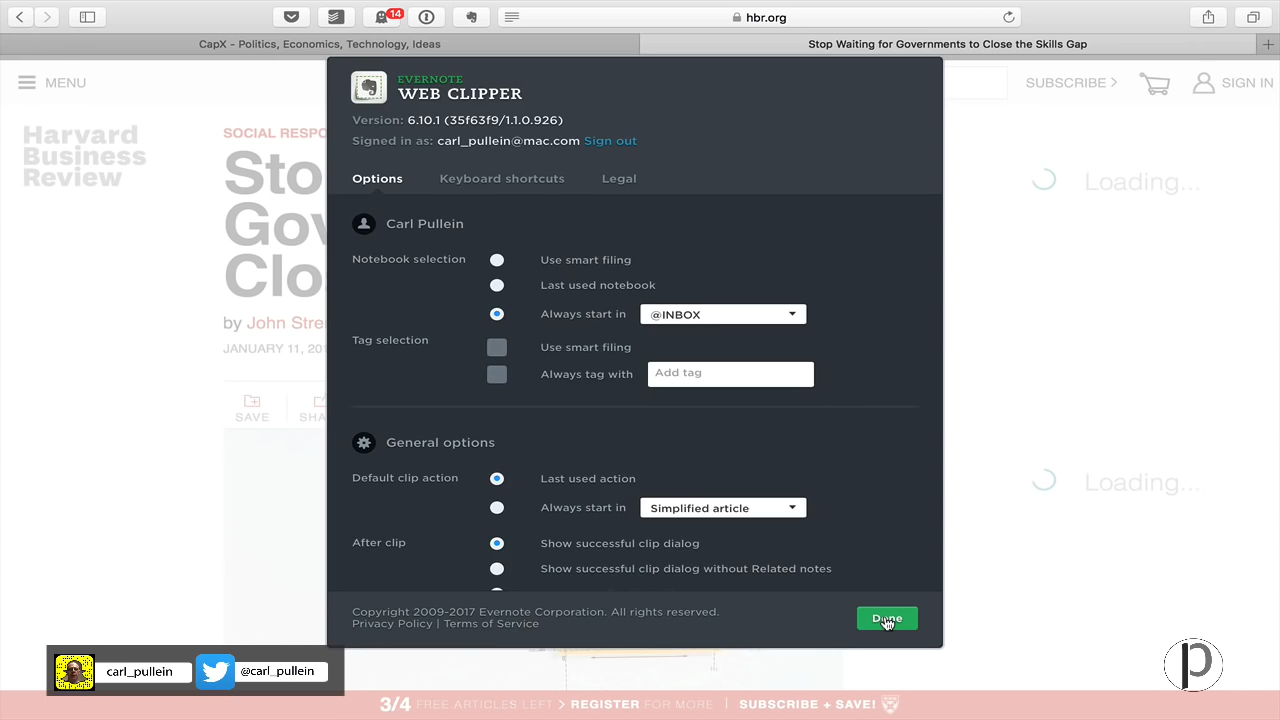 14
hbr.org
CapX - Politics, Economics, Technology, Ideas
Stop Waiting for Governments to Close the Skills Gap
MENU
SUBSCRIBE
SIGN IN
Harvard
Business
Review
SOCIAL RESPO
Sto
Gov
Clos
by John Stre
JANUARY 11, 201
SAVE
SHA
Loading...
Loading...
EVERNOTE
WEB CLIPPER
Version: 6.10.1 (35f63f9/1.1.0.926)
Signed in as: carl_pullein@mac.com Sign out
Options Keyboard shortcuts Legal
Carl Pullein
Notebook selection Use smart filing
Last used notebook
Always start in @INBOX
Tag selection Use smart filing
Always tag with Add tag
General options
Default clip action Last used action
Always start in Simplified article
After clip Show successful clip dialog
Show successful clip dialog without Related notes
Copyright 2009-2017 Evernote Corporation. All rights reserved.
Privacy Policy | Terms of Service
Done
carl_pullein @carl_pullein
p
3/4 FREE ARTICLES LEFT > REGISTER FOR MORE | SUBSCRIBE + SAVE!